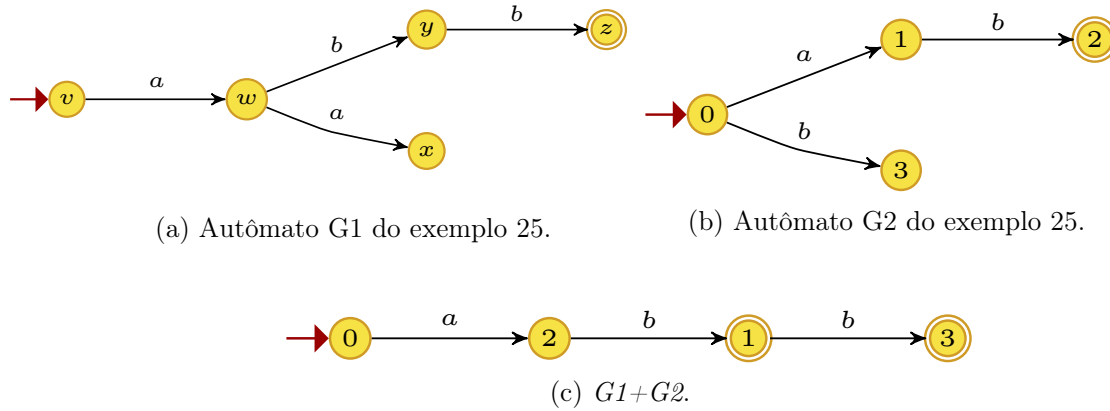 b
y
z
b
a
v
w
a
x
1
2
b
a
0
b
3
(a) Autômato G1 do exemplo 25.
(b) Autômato G2 do exemplo 25.
0
a
2
b
1
b
3
(c) G1+G2.